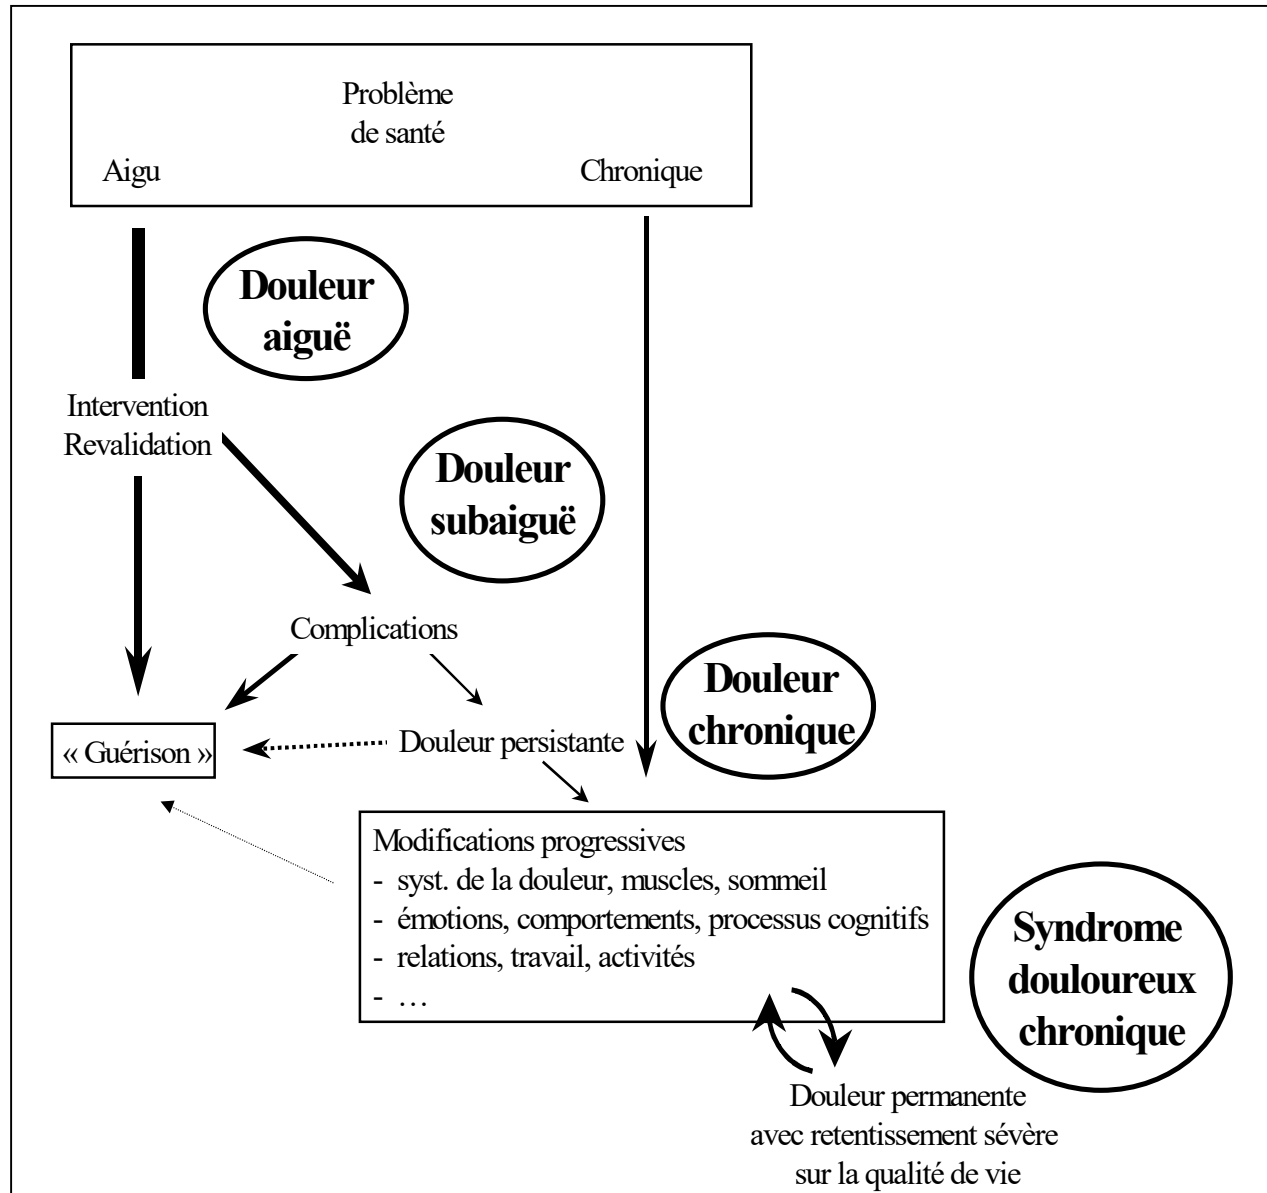 Problème
de santé
Aigu
Chronique
Douleur
aiguë
Intervention
Revalidation
Douleur
subaiguë
Complications
Douleur
chronique
« Guérison »
Douleur persistante
Modifications progressives
- syst. de la douleur, muscles, sommeil
- émotions, comportements, processus cognitifs
- relations, travail, activités
- …
Syndrome
douloureux
chronique
Douleur permanente
avec retentissement sévère
sur la qualité de vie